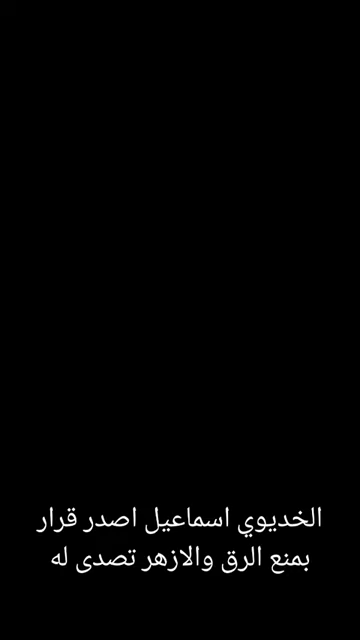 الخديوي اسماعيل اصدر قرار
بمنع الرق والازهر تصدى له